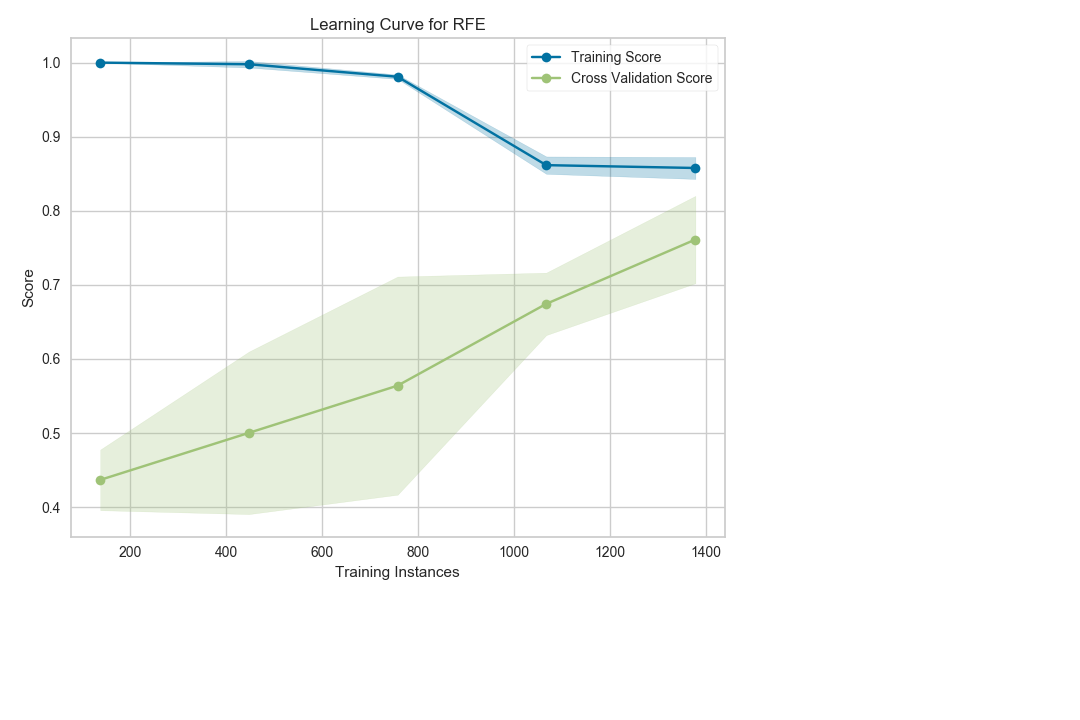 Learning Curve for RFE
Training Score
Cross Validation Score
1.0
0.9
0.8
0.7
0.6
0.5
0.4
Score
200 400 600 800 1000 1200 1400
Training Instances